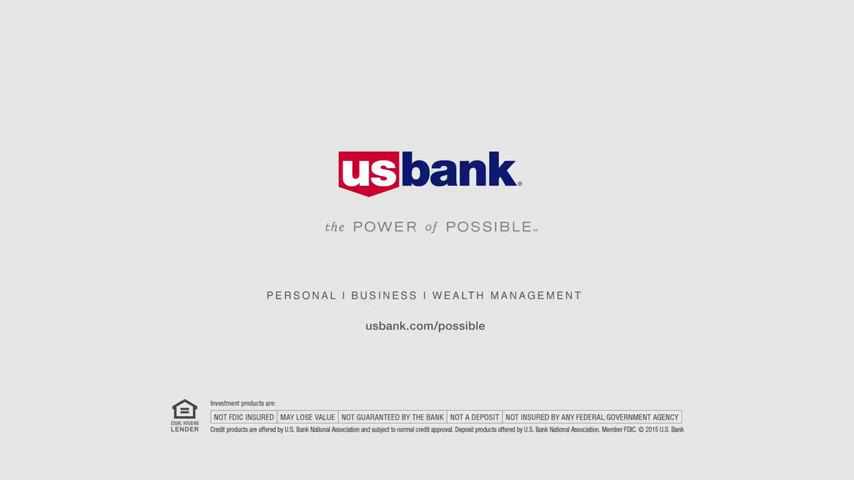 usbank®
the POWER of POSSIBLE℠
PERSONAL | BUSINESS | WEALTH MANAGEMENT
usbank.com/possible
Investment products are:
NOT FDIC INSURED | MAY LOSE VALUE | NOT GUARANTEED BY THE BANK | NOT A DEPOSIT | NOT INSURED BY ANY FEDERAL GOVERNMENT AGENCY
EQUAL HOUSING
LENDER
Credit products are offered by U.S. Bank National Association and subject to normal credit approval. Deposit products offered by U.S. Bank National Association. Member FDIC. © 2015 U.S. Bank